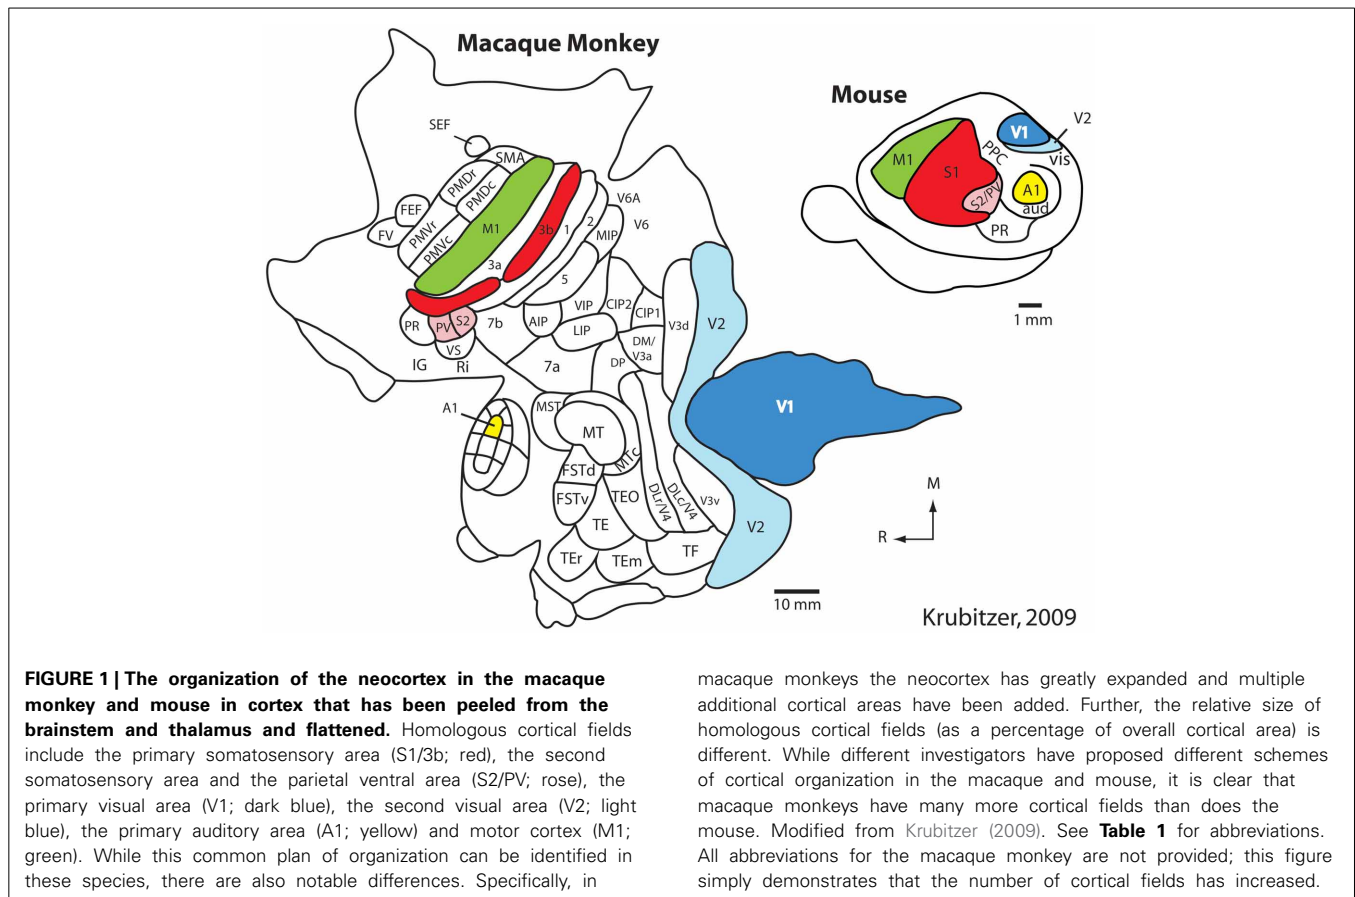 Macaque Monkey
Mouse
SEF
SMA
PMDr
PMDc
FEF
FV
PMVr
PMVc
M1
3a
3b
1
2
5
MIP
V6A
V6
PR
PV
S2
VS
7b
IG
Ri
AIP
VIP
LIP
CIP2
CIP1
V3d
DM/
V3a
DP
7a
V2
V1
A1
MST
MT
MTc
FSTd
FSTv
TEO
DLr/V4
DLc/V4
V3v
V2
TE
TEr
TEm
TF
M1
S1
S2/PV
PPC
PR
V1
V2
vis
A1
aud
1 mm
M
R
10 mm
Krubitzer, 2009
FIGURE 1 | The organization of the neocortex in the macaque
monkey and mouse in cortex that has been peeled from the
brainstem and thalamus and flattened. Homologous cortical fields
include the primary somatosensory area (S1/3b; red), the second
somatosensory area and the parietal ventral area (S2/PV; rose), the
primary visual area (V1; dark blue), the second visual area (V2; light
blue), the primary auditory area (A1; yellow) and motor cortex (M1;
green). While this common plan of organization can be identified in
these species, there are also notable differences. Specifically, in
macaque monkeys the neocortex has greatly expanded and multiple
additional cortical areas have been added. Further, the relative size of
homologous cortical fields (as a percentage of overall cortical area) is
different. While different investigators have proposed different schemes
of cortical organization in the macaque and mouse, it is clear that
macaque monkeys have many more cortical fields than does the
mouse. Modified from Krubitzer (2009). See Table 1 for abbreviations.
All abbreviations for the macaque monkey are not provided; this figure
simply demonstrates that the number of cortical fields has increased.